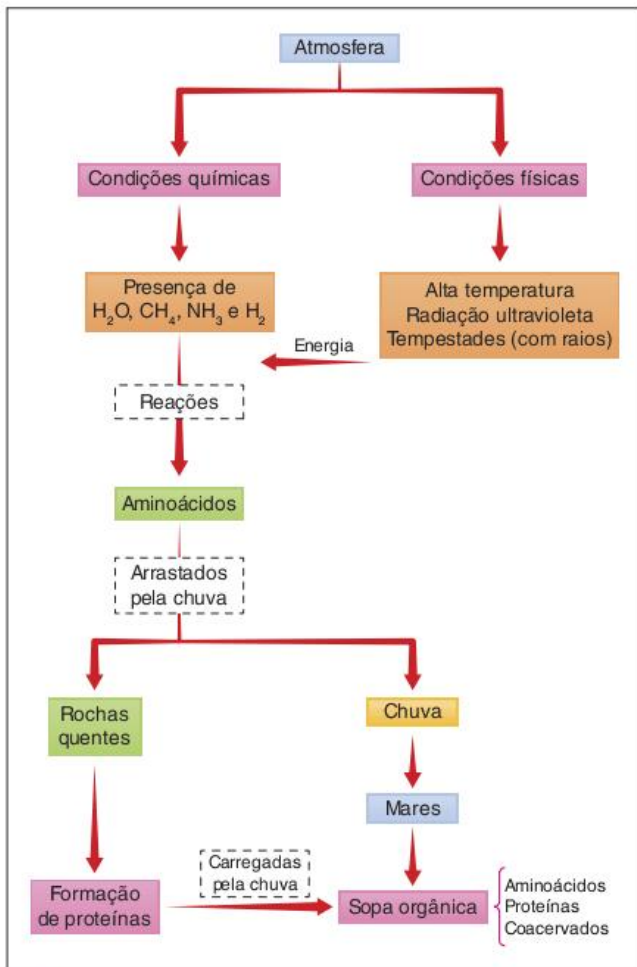 Atmosfera
Condições químicas
Condições físicas
Presença de
H₂O, CH₄, NH₃ e H₂
Alta temperatura
Radiação ultravioleta
Tempestades (com raios)
Energia
Reações
Aminoácidos
Arrastados
pela chuva
Rochas
quentes
Chuva
Mares
Formação
de proteínas
Carregadas
pela chuva
Sopa orgânica
Aminoácidos
Proteínas
Coacervados